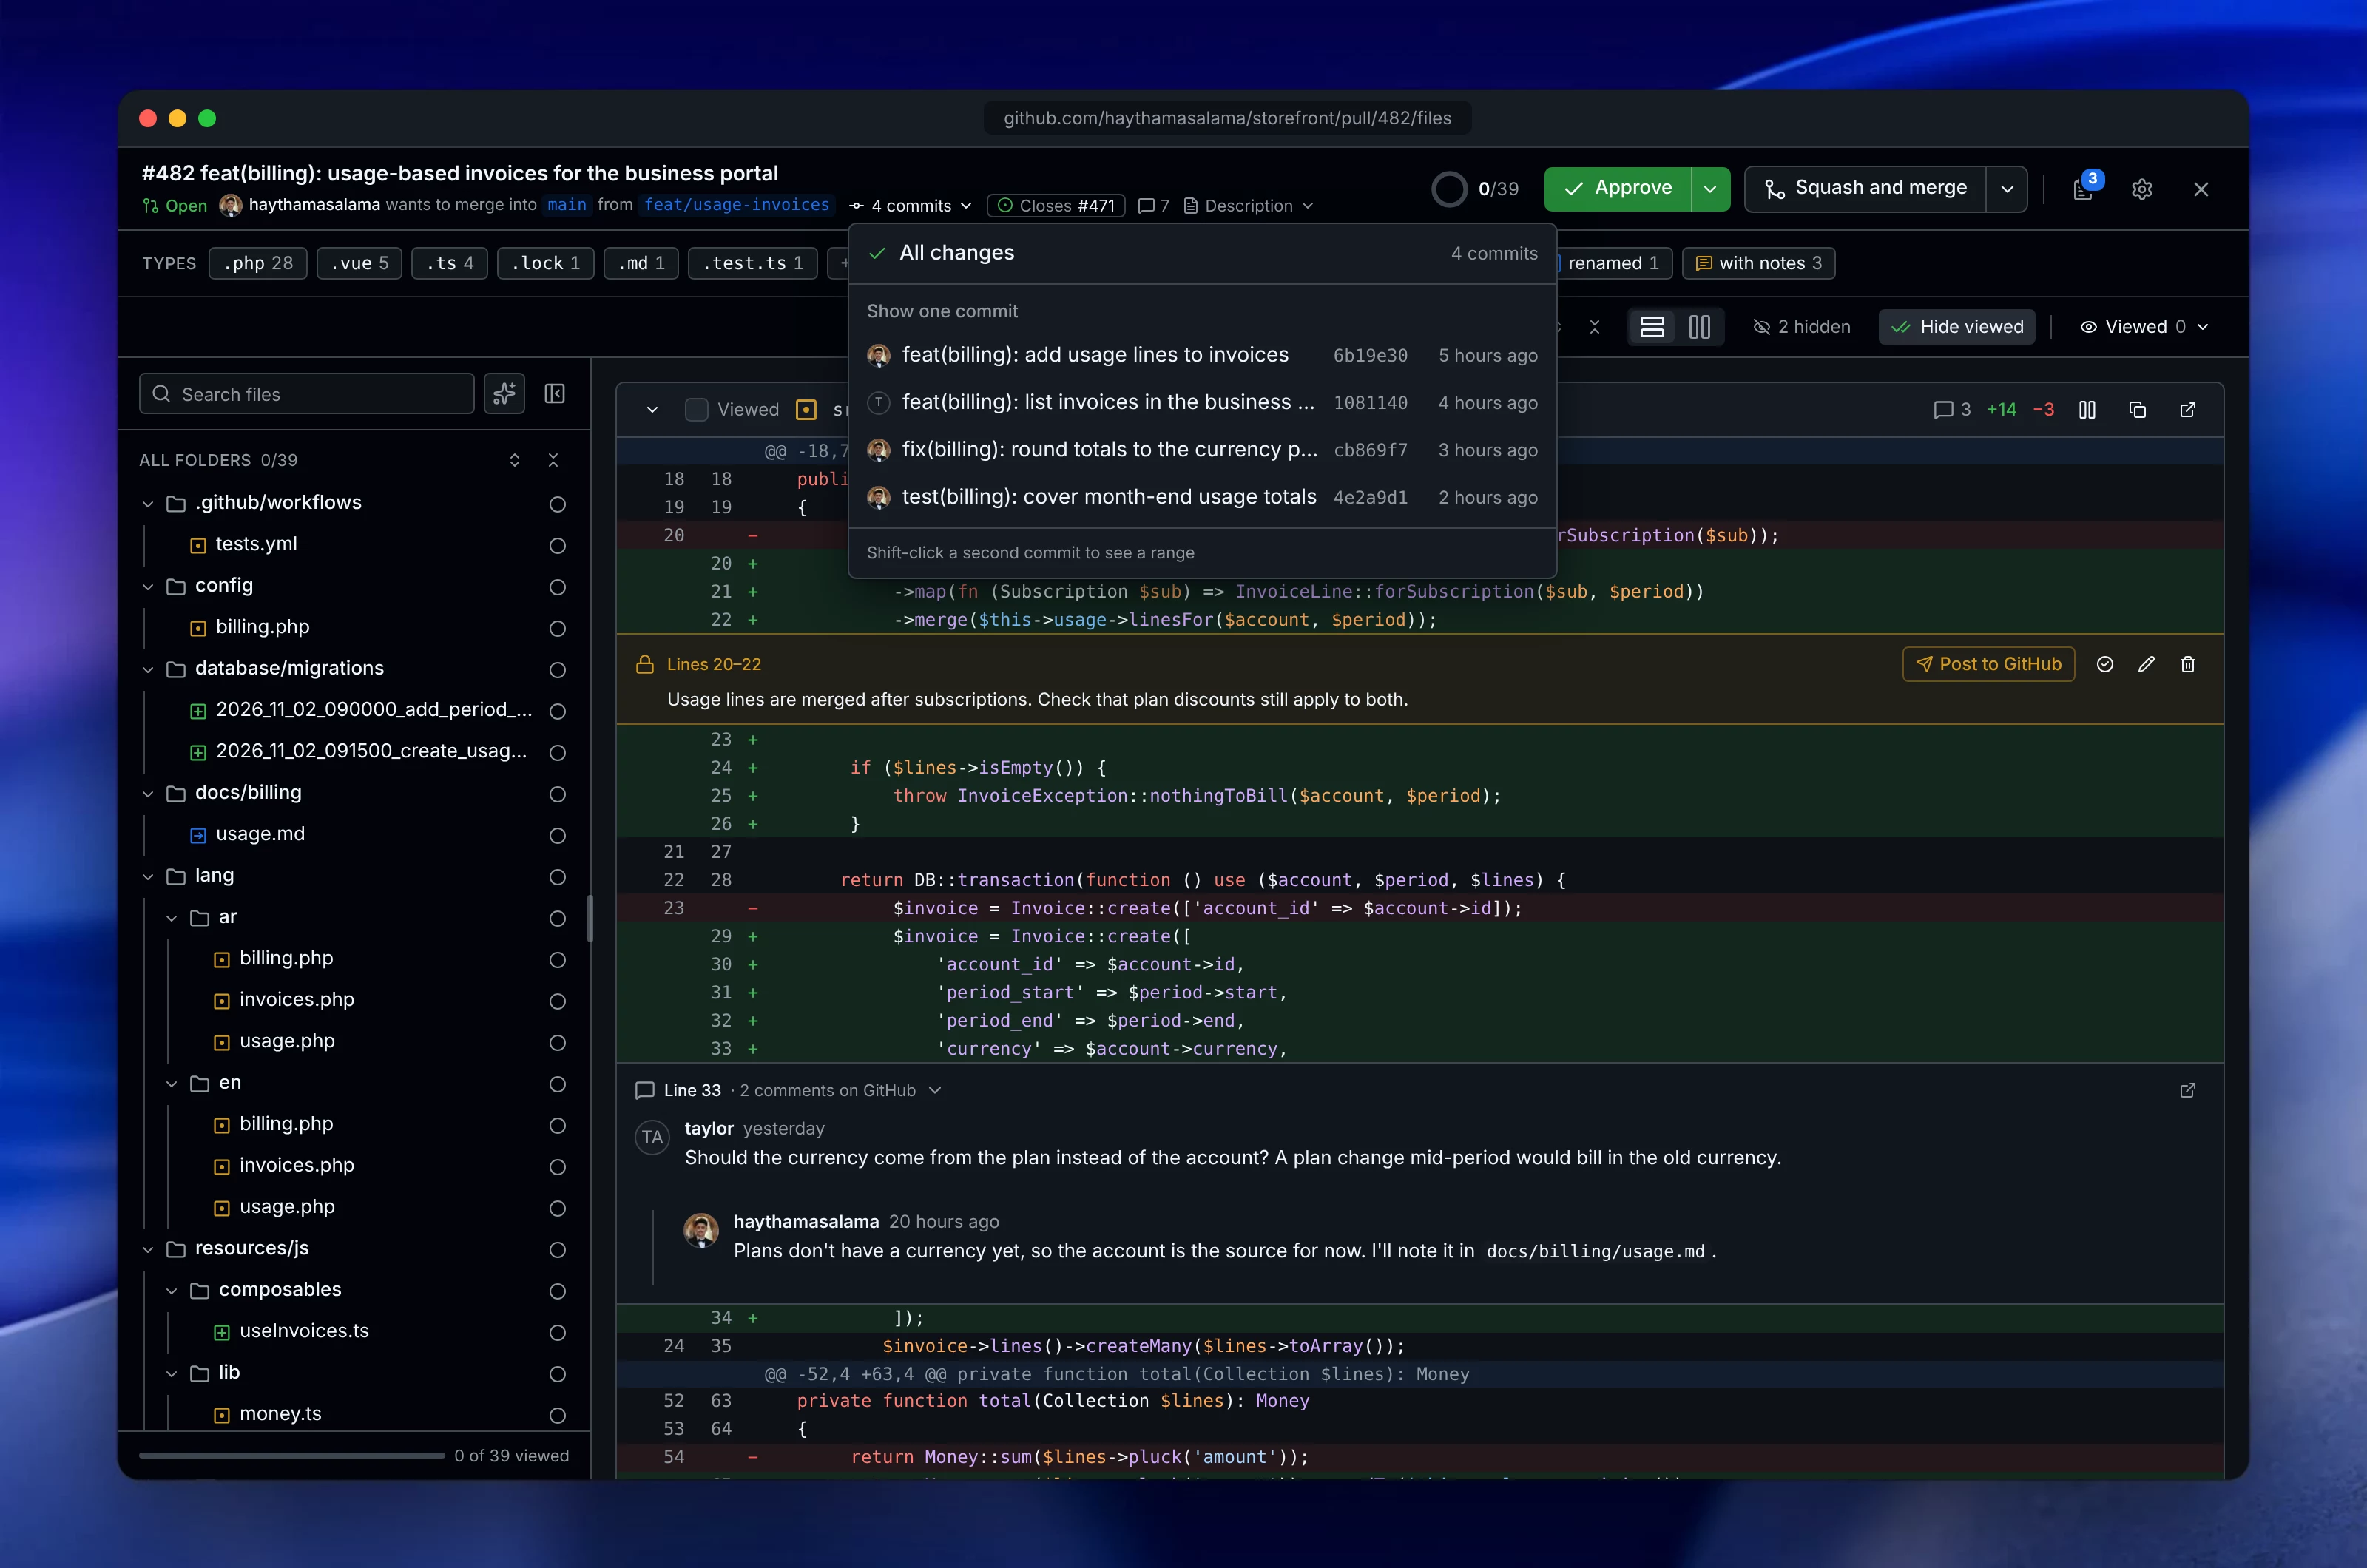 github.com/haythamasalama/storefront/pull/482/files
#482 feat(billing): usage-based invoices for the business portal
Open haythamasalama wants to merge into main from feat/usage-invoices 4 commits Closes #471 7 Description
0/39 Approve Squash and merge 3
TYPES .php 28 .vue 5 .ts 4 .lock 1 .md 1 .test.ts 1 + renamed 1 with notes 3
All changes 4 commits
Show one commit
feat(billing): add usage lines to invoices 6b19e30 5 hours ago
feat(billing): list invoices in the business ... 1081140 4 hours ago
fix(billing): round totals to the currency p... cb869f7 3 hours ago
test(billing): cover month-end usage totals 4e2a9d1 2 hours ago
Shift-click a second commit to see a range
2 hidden Hide viewed Viewed 0
Search files
ALL FOLDERS 0/39
.github/workflows
tests.yml
config
billing.php
database/migrations
2026_11_02_090000_add_period_...
2026_11_02_091500_create_usag...
docs/billing
usage.md
lang
ar
billing.php
invoices.php
usage.php
en
billing.php
invoices.php
usage.php
resources/js
composables
useInvoices.ts
lib
money.ts
0 of 39 viewed
Viewed 3 +14 −3
@@ -18,7
18 18 publi
19 19 {
20 − rSubscription($sub));
20 +
21 + ->map(fn (Subscription $sub) => InvoiceLine::forSubscription($sub, $period))
22 + ->merge($this->usage->linesFor($account, $period));
Lines 20–22 Post to GitHub
Usage lines are merged after subscriptions. Check that plan discounts still apply to both.
23 +
24 + if ($lines->isEmpty()) {
25 + throw InvoiceException::nothingToBill($account, $period);
26 + }
21 27
22 28 return DB::transaction(function () use ($account, $period, $lines) {
23 − $invoice = Invoice::create(['account_id' => $account->id]);
29 + $invoice = Invoice::create([
30 + 'account_id' => $account->id,
31 + 'period_start' => $period->start,
32 + 'period_end' => $period->end,
33 + 'currency' => $account->currency,
Line 33 · 2 comments on GitHub
TA taylor yesterday
Should the currency come from the plan instead of the account? A plan change mid-period would bill in the old currency.
haythamasalama 20 hours ago
Plans don't have a currency yet, so the account is the source for now. I'll note it in docs/billing/usage.md.
34 + ]);
24 35 $invoice->lines()->createMany($lines->toArray());
@@ -52,4 +63,4 @@ private function total(Collection $lines): Money
52 63 private function total(Collection $lines): Money
53 64 {
54 − return Money::sum($lines->pluck('amount'));